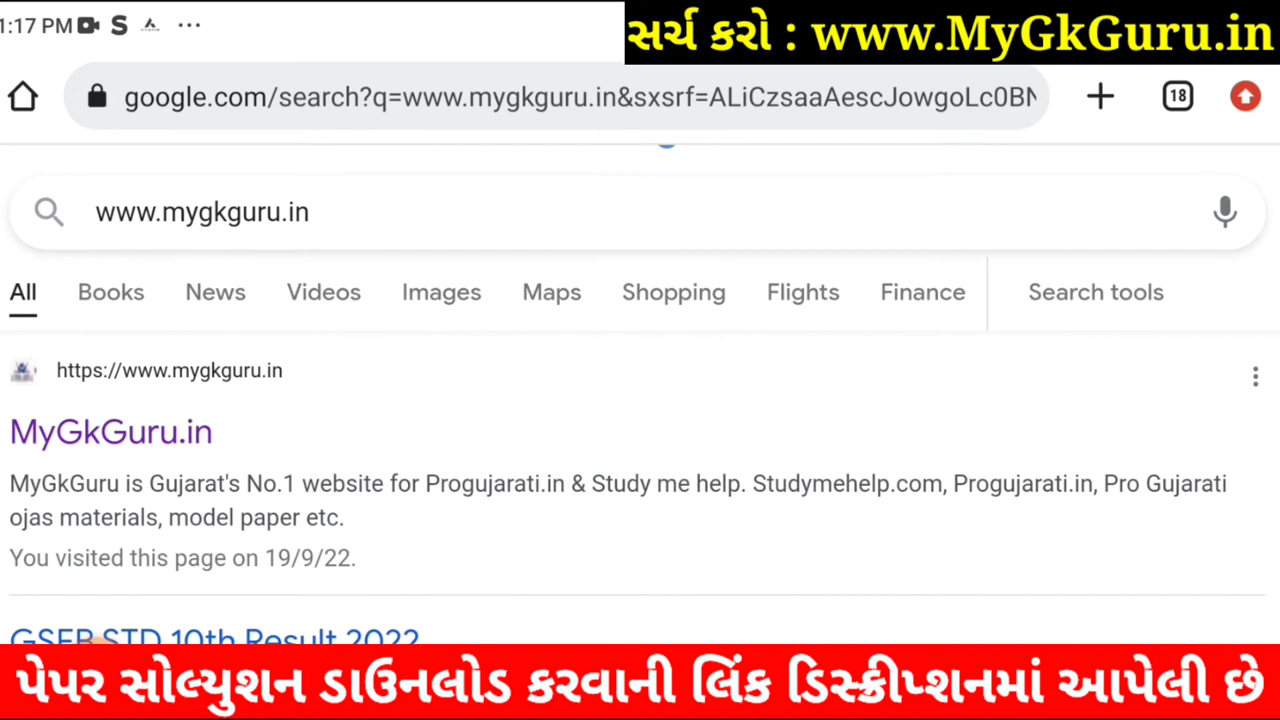 1:17 PM
સર્ચ કરો : www.MyGkGuru.in
google.com/search?q=www.mygkguru.in&sxsrf=ALiCzsaaAescJowgoLc0BN
18
www.mygkguru.in
All Books News Videos Images Maps Shopping Flights Finance Search tools
https://www.mygkguru.in
MyGkGuru.in
MyGkGuru is Gujarat's No.1 website for Progujarati.in & Study me help. Studymehelp.com, Progujarati.in, Pro Gujarati
ojas materials, model paper etc.
You visited this page on 19/9/22.
GSEB STD 10th Result 2022
પેપર સોલ્યુશન ડાઉનલોડ કરવાની લિંક ડિસ્ક્રીપ્શનમાં આપેલી છે